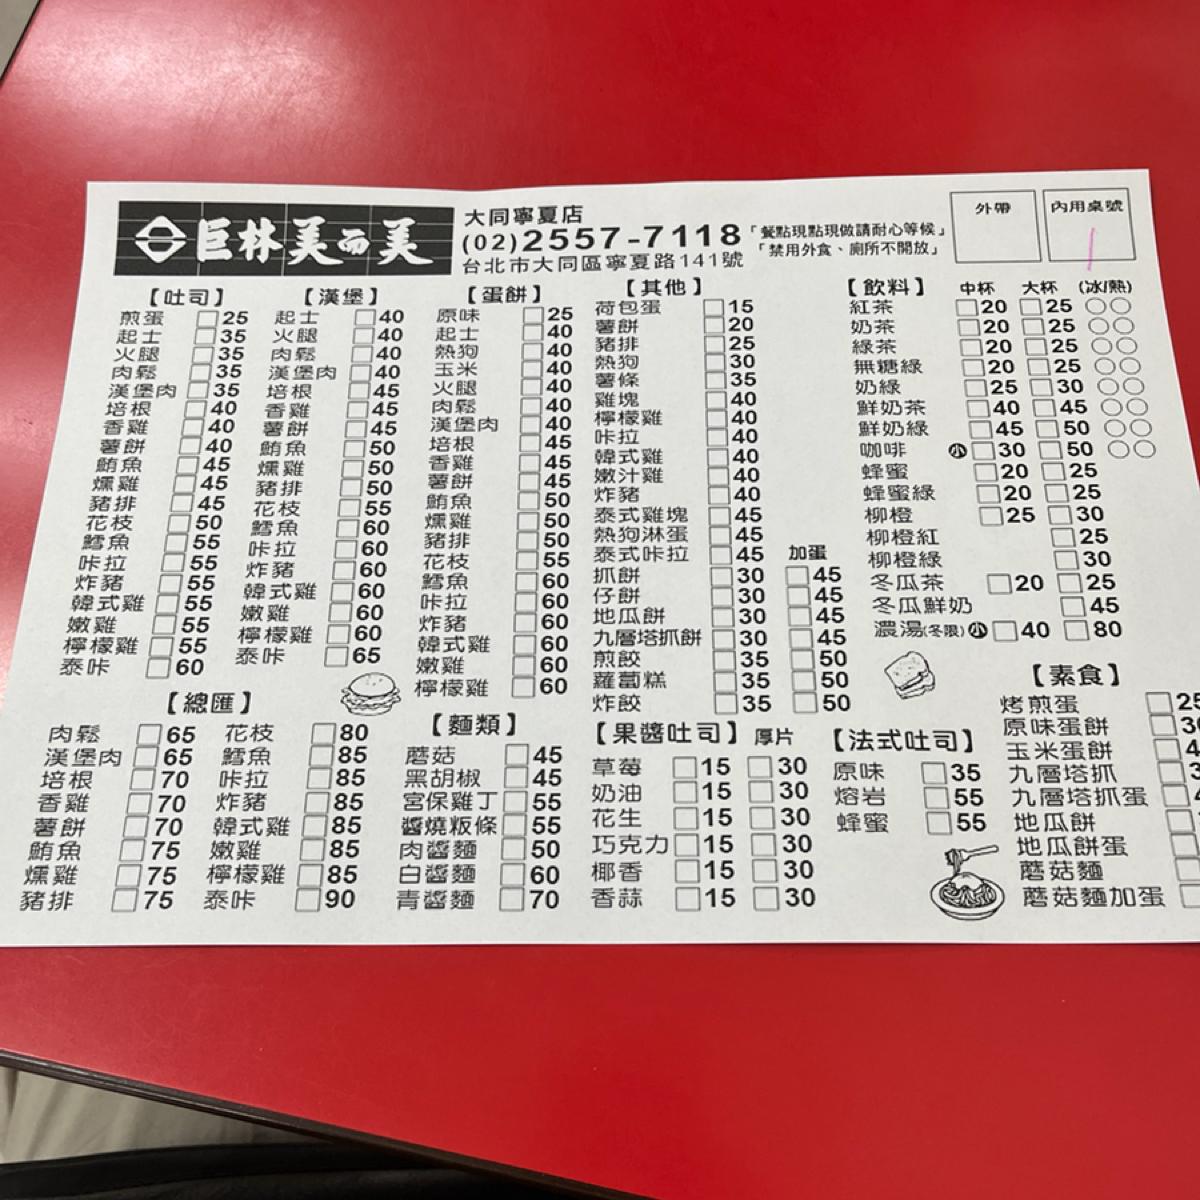 巨林美而美
大同寧夏店
(02)2557-7118
台北市大同區寧夏路141號
「餐點現點現做請耐心等候」
「禁用外食、廁所不開放」
外帶
內用桌號
1
【吐司】
煎蛋 25
起士 35
火腿 35
肉鬆 35
漢堡肉 35
培根 40
香雞 40
薯餅 40
鮪魚 45
燻雞 45
豬排 45
花枝 50
鱈魚 55
咔拉 55
炸豬 55
韓式雞 55
嫩雞 55
檸檬雞 55
泰咔 60
【漢堡】
起士 40
火腿 40
肉鬆 40
漢堡肉 40
培根 45
香雞 45
薯餅 45
鮪魚 50
燻雞 50
豬排 50
花枝 55
鱈魚 60
咔拉 60
炸豬 60
韓式雞 60
嫩雞 60
檸檬雞 60
泰咔 65
【蛋餅】
原味 25
起士 40
熱狗 40
玉米 40
火腿 40
肉鬆 40
漢堡肉 40
培根 45
香雞 45
薯餅 45
鮪魚 50
燻雞 50
豬排 50
花枝 55
鱈魚 60
咔拉 60
炸豬 60
韓式雞 60
嫩雞 60
檸檬雞 60
【其他】
荷包蛋 15
薯餅 20
豬排 25
熱狗 30
薯條 35
雞塊 40
檸檬雞 40
咔拉 40
韓式雞 40
嫩汁雞 40
炸豬 40
泰式雞塊 45
熱狗淋蛋 45
泰式咔拉 45 加蛋
抓餅 30 45
仔餅 30 45
地瓜餅 30 45
九層塔抓餅 30 45
煎餃 35 50
蘿蔔糕 35 50
炸餃 35 50
【飲料】 中杯 大杯 (冰/熱)
紅茶 20 25
奶茶 20 25
綠茶 20 25
無糖綠 20 25
奶綠 25 30
鮮奶茶 40 45
鮮奶綠 45 50
咖啡 小 30 50
蜂蜜 20 25
蜂蜜綠 20 25
柳橙 25 30
柳橙紅 25
柳橙綠 30
冬瓜茶 20 25
冬瓜鮮奶 45
濃湯(冬限) 小 40 80
【總匯】
肉鬆 65
漢堡肉 65
培根 70
香雞 70
薯餅 70
鮪魚 75
燻雞 75
豬排 75
花枝 80
鱈魚 85
咔拉 85
炸豬 85
韓式雞 85
嫩雞 85
檸檬雞 85
泰咔 90
【麵類】
蘑菇 45
黑胡椒 45
宮保雞丁 55
醬燒粄條 55
肉醬麵 50
白醬麵 60
青醬麵 70
【果醬吐司】 厚片
草莓 15 30
奶油 15 30
花生 15 30
巧克力 15 30
椰香 15 30
香蒜 15 30
【法式吐司】
原味 35
熔岩 55
蜂蜜 55
【素食】
烤煎蛋 25
原味蛋餅
玉米蛋餅
九層塔抓
九層塔抓蛋
地瓜餅
地瓜餅蛋
蘑菇麵
蘑菇麵加蛋